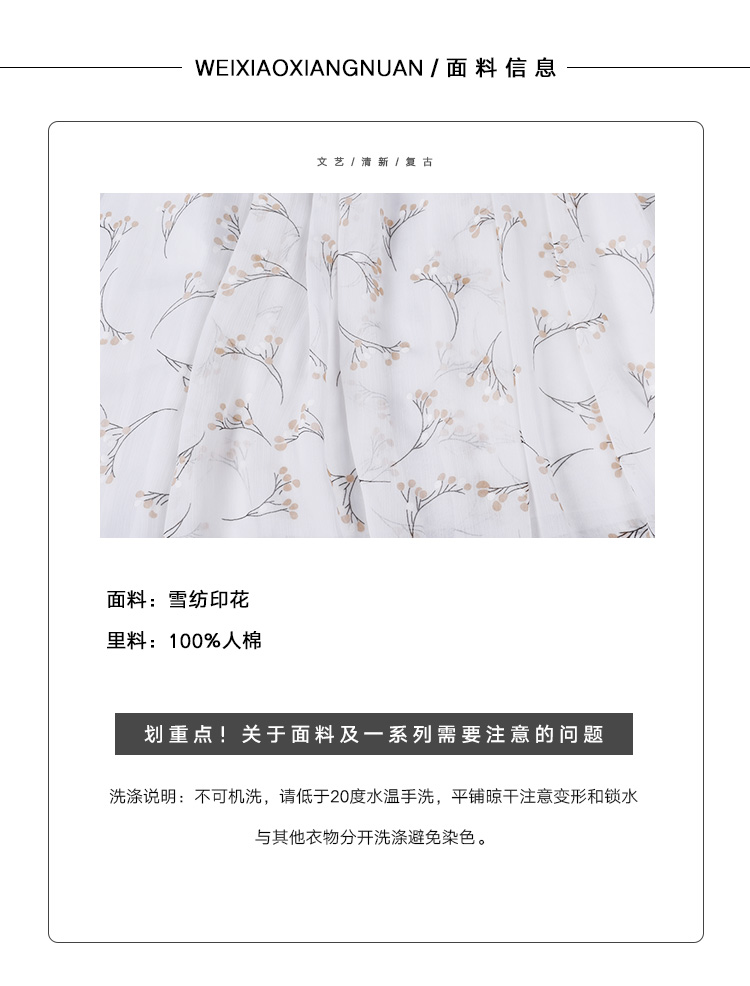 WEIXIAOXIANGNUAN / 面料信息
文艺/清新/复古
面料：雪纺印花
里料：100%人棉
划重点！关于面料及一系列需要注意的问题
洗涤说明：不可机洗，请低于20度水温手洗，平铺晾干注意变形和锁水
与其他衣物分开洗涤避免染色。